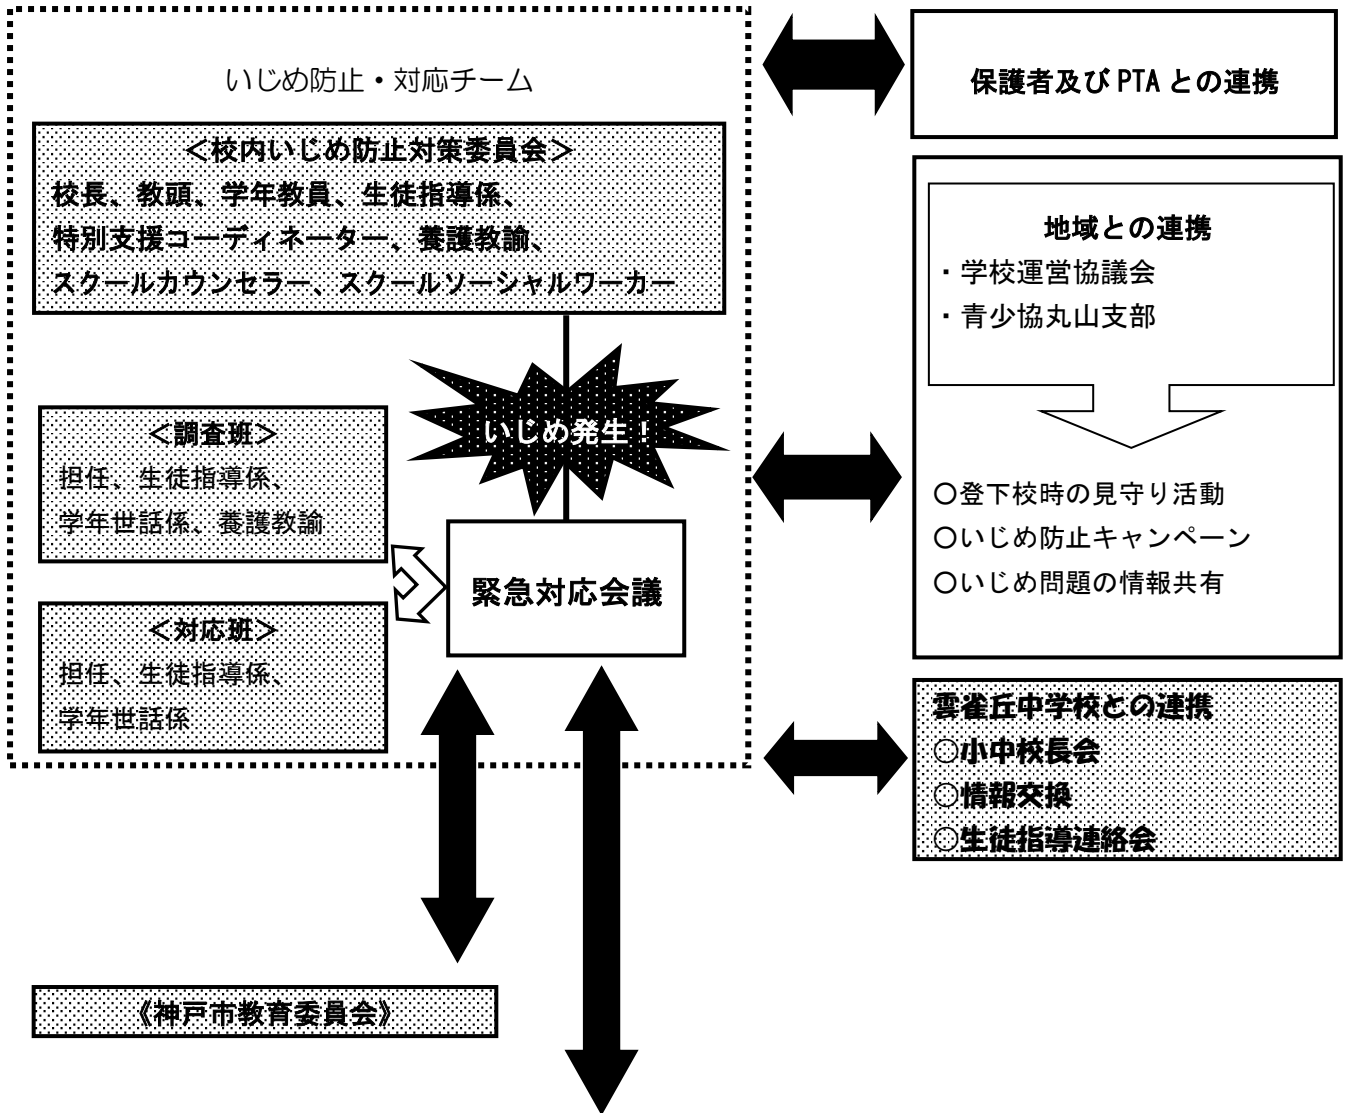 いじめ防止・対応チーム
＜校内いじめ防止対策委員会＞
校長、教頭、学年教員、生徒指導係、
特別支援コーディネーター、養護教諭、
スクールカウンセラー、スクールソーシャルワーカー
いじめ発生！
＜調査班＞
担任、生徒指導係、
学年世話係、養護教諭
緊急対応会議
＜対応班＞
担任、生徒指導係、
学年世話係
《神戸市教育委員会》
保護者及び PTA との連携
地域との連携
・学校運営協議会
・青少協丸山支部
○登下校時の見守り活動
○いじめ防止キャンペーン
○いじめ問題の情報共有
雲雀丘中学校との連携
○小中校長会
○情報交換
○生徒指導連絡会